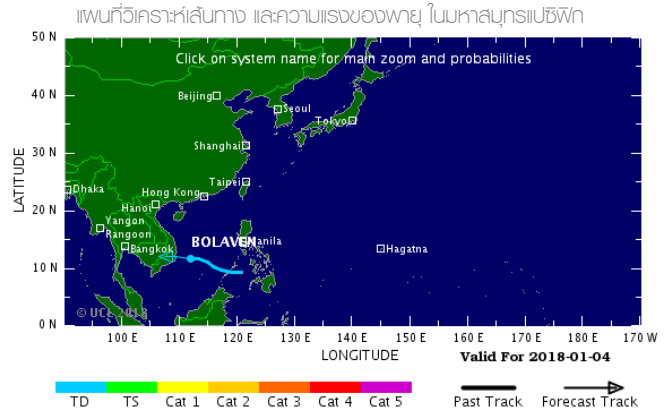 แผนที่วิเคราะห์เส้นทาง และความแรงของพายุ ในมหาสมุทรแปซิฟิก
50 N
Click on system name for main zoom and probabilities
40 N
Beijing
Seoul
Tokyo
30 N
Shanghai
LATITUDE
Taipei
Dhaka
Hong Kong
20 N
Hanoi
Yangon
Rangoon
BOLAVEN
Manila
Bangkok
Hagatna
10 N
© UCL 2018
0 N
100 E
110 E
120 E
130 E
140 E
150 E
160 E
170 W
LONGITUDE
Valid For 2018-01-04
TD
TS
Cat 1
Cat 2
Cat 3
Cat 4
Cat 5
Past Track
Forecast Track